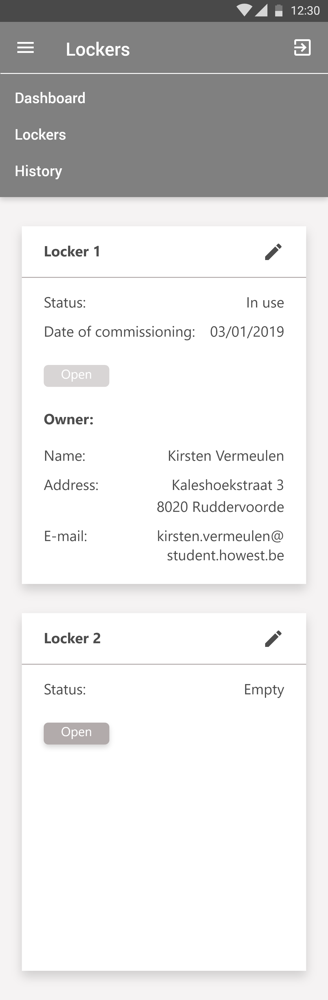 12:30
Lockers
Dashboard
Lockers
History
Locker 1
Status: In use
Date of commissioning: 03/01/2019
Open
Owner:
Name: Kirsten Vermeulen
Address: Kaleshoekstraat 3
8020 Ruddervoorde
E-mail: kirsten.vermeulen@
student.howest.be
Locker 2
Status: Empty
Open